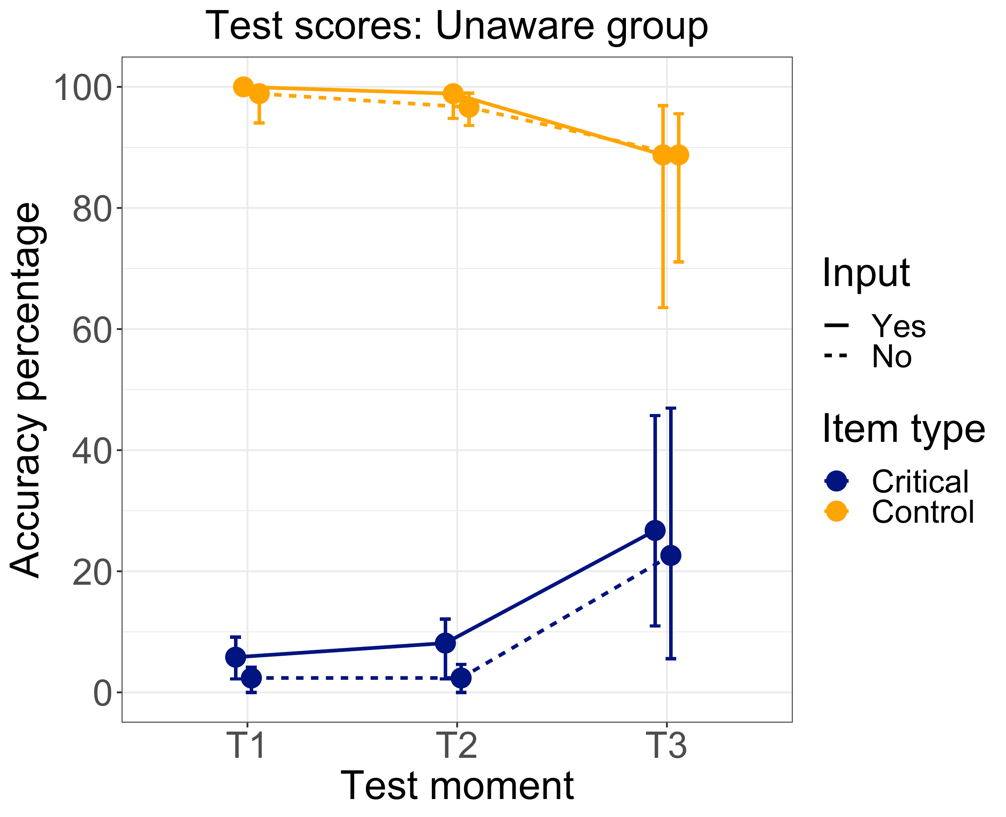 Test scores: Unaware group
Accuracy percentage
100
80
60
40
20
0
T1 T2 T3
Test moment
Input
Yes
No
Item type
Critical
Control